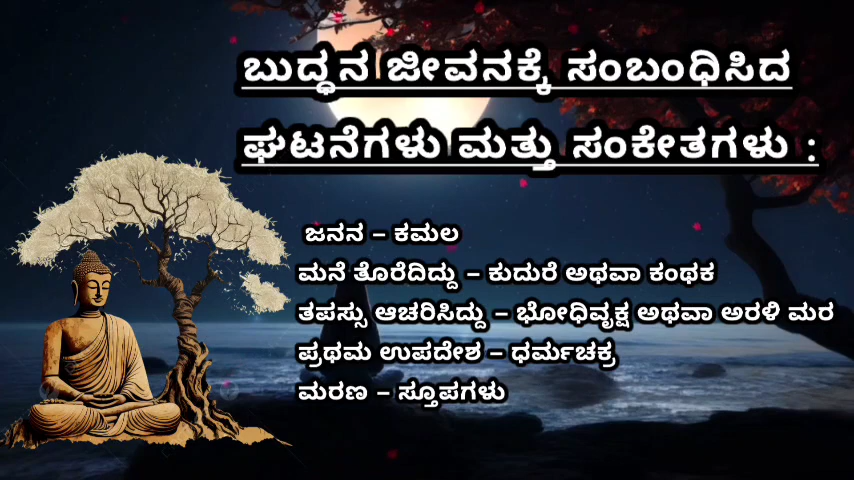 ಬುದ್ಧನ ಜೀವನಕ್ಕೆ ಸಂಬಂಧಿಸಿದ
ಘಟನೆಗಳು ಮತ್ತು ಸಂಕೇತಗಳು :
ಜನನ – ಕಮಲ
ಮನೆ ತೊರೆದಿದ್ದು – ಕುದುರೆ ಅಥವಾ ಕಂಥಕ
ತಪಸ್ಸು ಆಚರಿಸಿದ್ದು – ಭೋಧಿವೃಕ್ಷ ಅಥವಾ ಅರಳಿ ಮರ
ಪ್ರಥಮ ಉಪದೇಶ – ಧರ್ಮಚಕ್ರ
ಮರಣ – ಸ್ತೂಪಗಳು